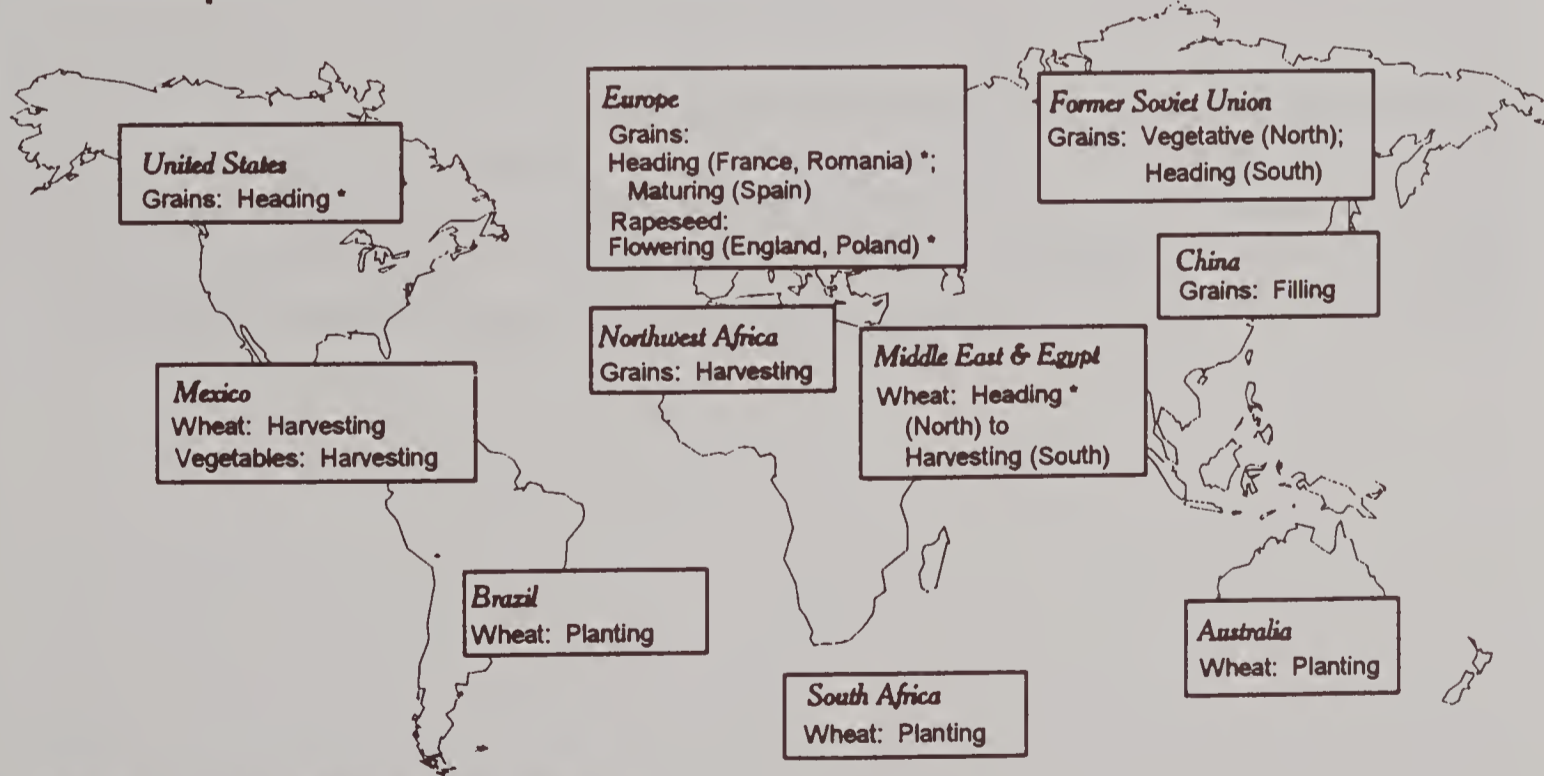 United States
Grains: Heading *
Europe
Grains:
Heading (France, Romania) *;
Maturing (Spain)
Rapeseed:
Flowering (England, Poland) *
Former Soviet Union
Grains: Vegetative (North);
Heading (South)
China
Grains: Filling
Northwest Africa
Grains: Harvesting
Middle East & Egypt
Wheat: Heading *
(North) to
Harvesting (South)
Mexico
Wheat: Harvesting
Vegetables: Harvesting
Brazil
Wheat: Planting
Australia
Wheat: Planting
South Africa
Wheat: Planting